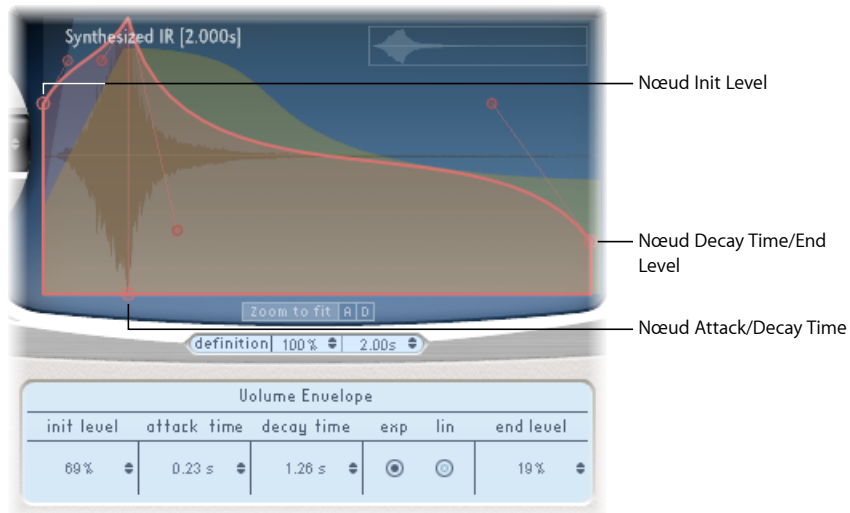 Synthesized IR [2.000s]
Nœud Init Level
Nœud Decay Time/End
Level
Zoom to fit A D
Nœud Attack/Decay Time
definition 100% 2.00s
Volume Envelope
init level attack time decay time exp lin end level
69% 0.23 s 1.26 s 19%